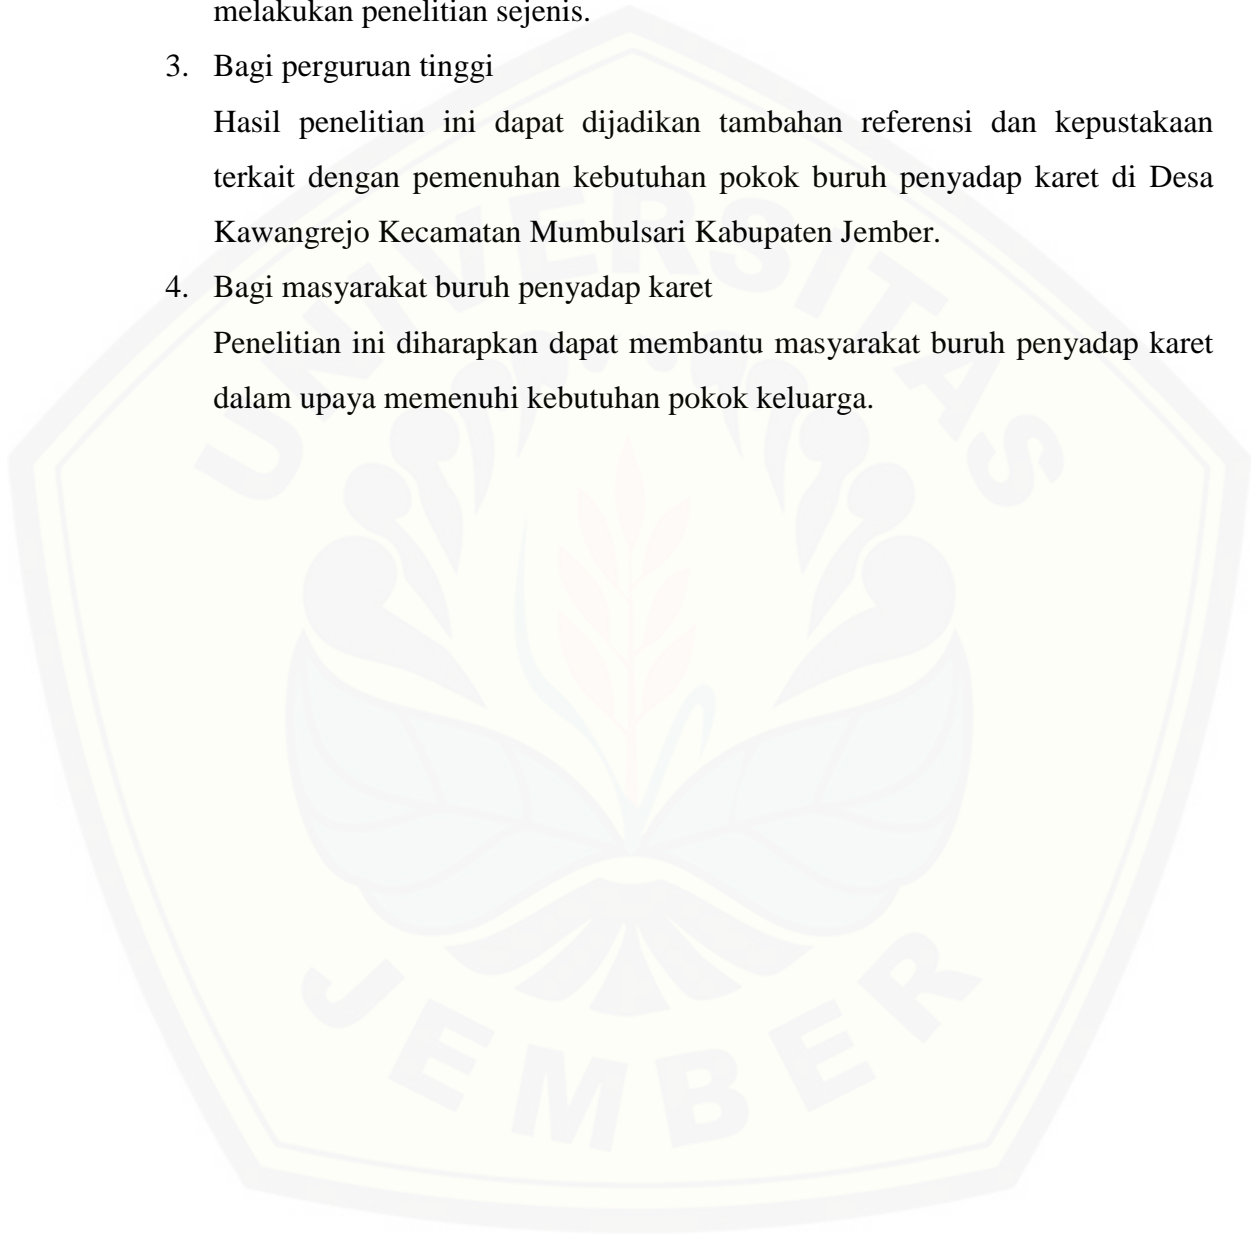 melakukan penelitian sejenis.
3. Bagi perguruan tinggi
Hasil penelitian ini dapat dijadikan tambahan referensi dan kepustakaan
terkait dengan pemenuhan kebutuhan pokok buruh penyadap karet di Desa
Kawangrejo Kecamatan Mumbulsari Kabupaten Jember.
4. Bagi masyarakat buruh penyadap karet
Penelitian ini diharapkan dapat membantu masyarakat buruh penyadap karet
dalam upaya memenuhi kebutuhan pokok keluarga.
UNIVERSITAS
JEMBER